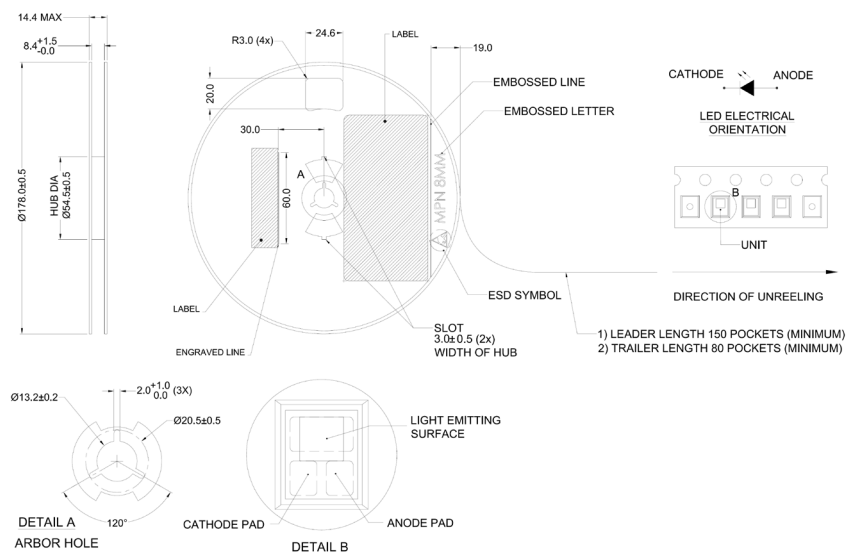 14.4 MAX
8.4+1.5
-0.0
Ø178.0±0.5
HUB DIA
Ø54.5±0.5
R3.0 (4x)
24.6
LABEL
19.0
20.0
30.0
A
60.0
EMBOSSED LINE
EMBOSSED LETTER
MPN 8MM
ESD SYMBOL
LABEL
ENGRAVED LINE
SLOT
3.0±0.5 (2x)
WIDTH OF HUB
CATHODE
ANODE
LED ELECTRICAL
ORIENTATION
B
UNIT
DIRECTION OF UNREELING
1) LEADER LENGTH 150 POCKETS (MINIMUM)
2) TRAILER LENGTH 80 POCKETS (MINIMUM)
Ø13.2±0.2
2.0+1.0
0.0 (3X)
Ø20.5±0.5
120°
DETAIL A
ARBOR HOLE
LIGHT EMITTING
SURFACE
CATHODE PAD
ANODE PAD
DETAIL B